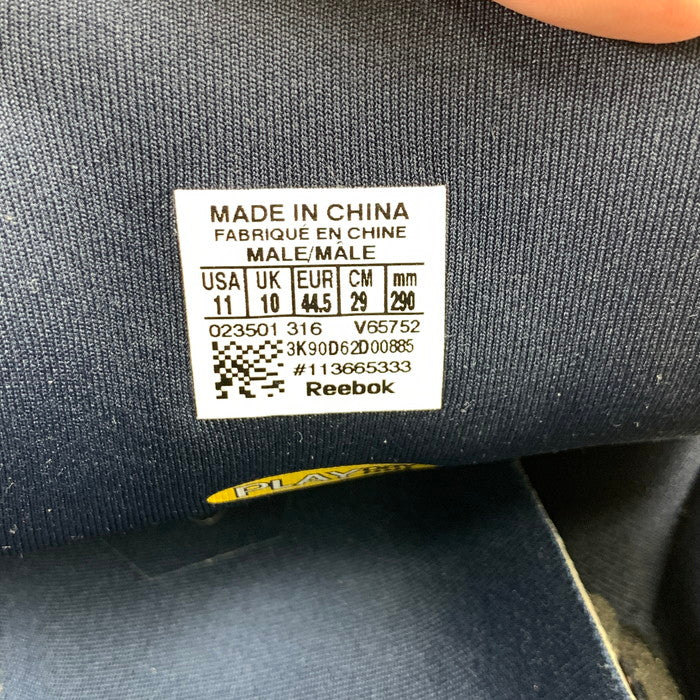 MADE IN CHINA
FABRIQUÉ EN CHINE
MALE/MÂLE
USA UK EUR CM mm
11 10 44.5 29 290
023501 316 V65752
3K90D62D00885
#113665333
Reebok
PLAY